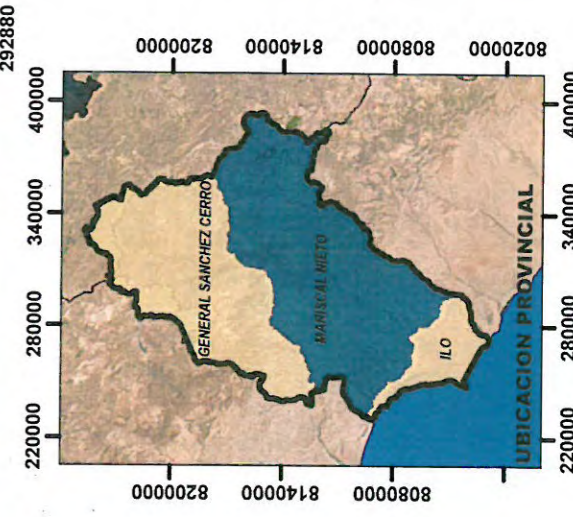 292880
220000 280000 340000 400000
8200000 8200000
8140000 8140000
8080000 8080000
8020000
GENERAL SANCHEZ CERRO
MARISCAL NIETO
ILO
UBICACION PROVINCIAL
220000 280000 340000 400000